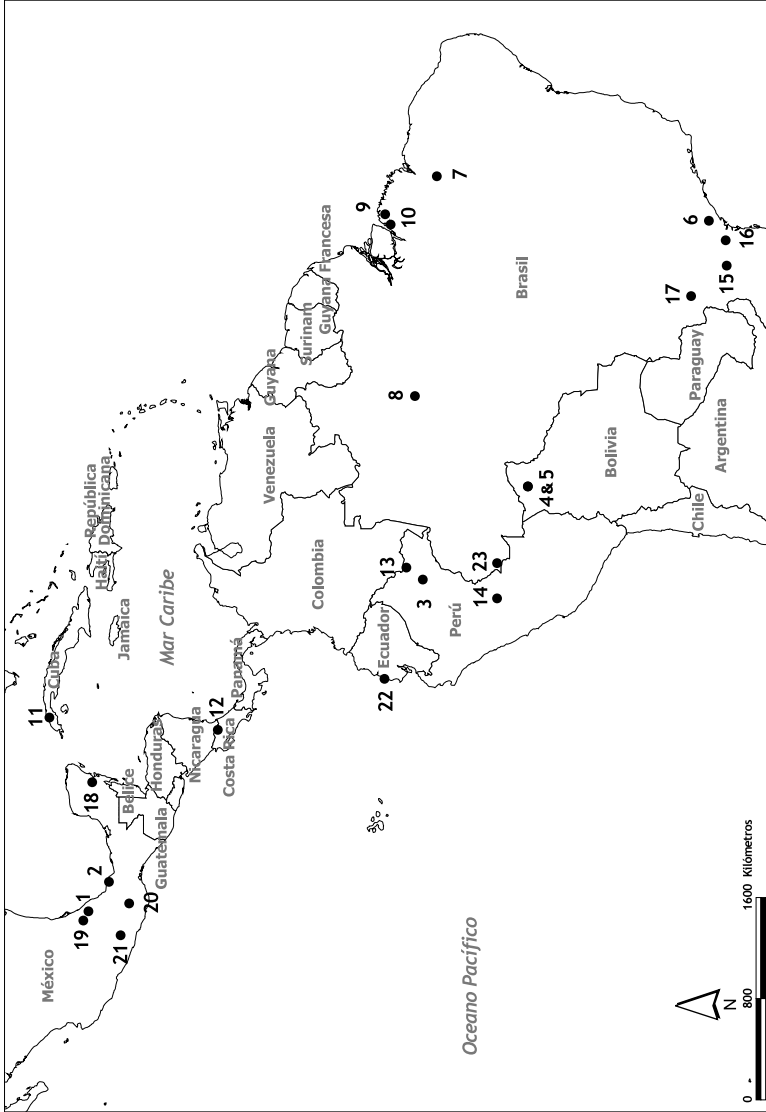 México
19
1
2
21
20
18
Belice
Guatemala
Honduras
Nicaragua
Costa Rica
12
Panamá
11
Cuba
Jamaica
Haití
República
Dominicana
Mar Caribe
Venezuela
Guyana
Surinam
Guyana Francesa
Colombia
Ecuador
22
Perú
13
3
14
23
4&5
8
9
10
7
Brasil
Bolivia
Paraguay
Chile
Argentina
17
15
16
6
Oceano Pacífico
N
0
800
1600 Kilómetros